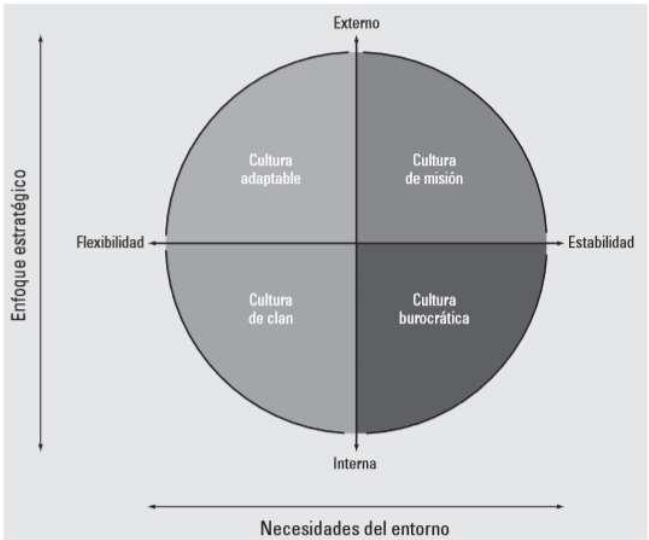 Externo
Cultura
adaptable
Cultura
de misión
Enfoque estratégico
Flexibilidad
Estabilidad
Cultura
de clan
Cultura
burocrática
Interna
Necesidades del entorno